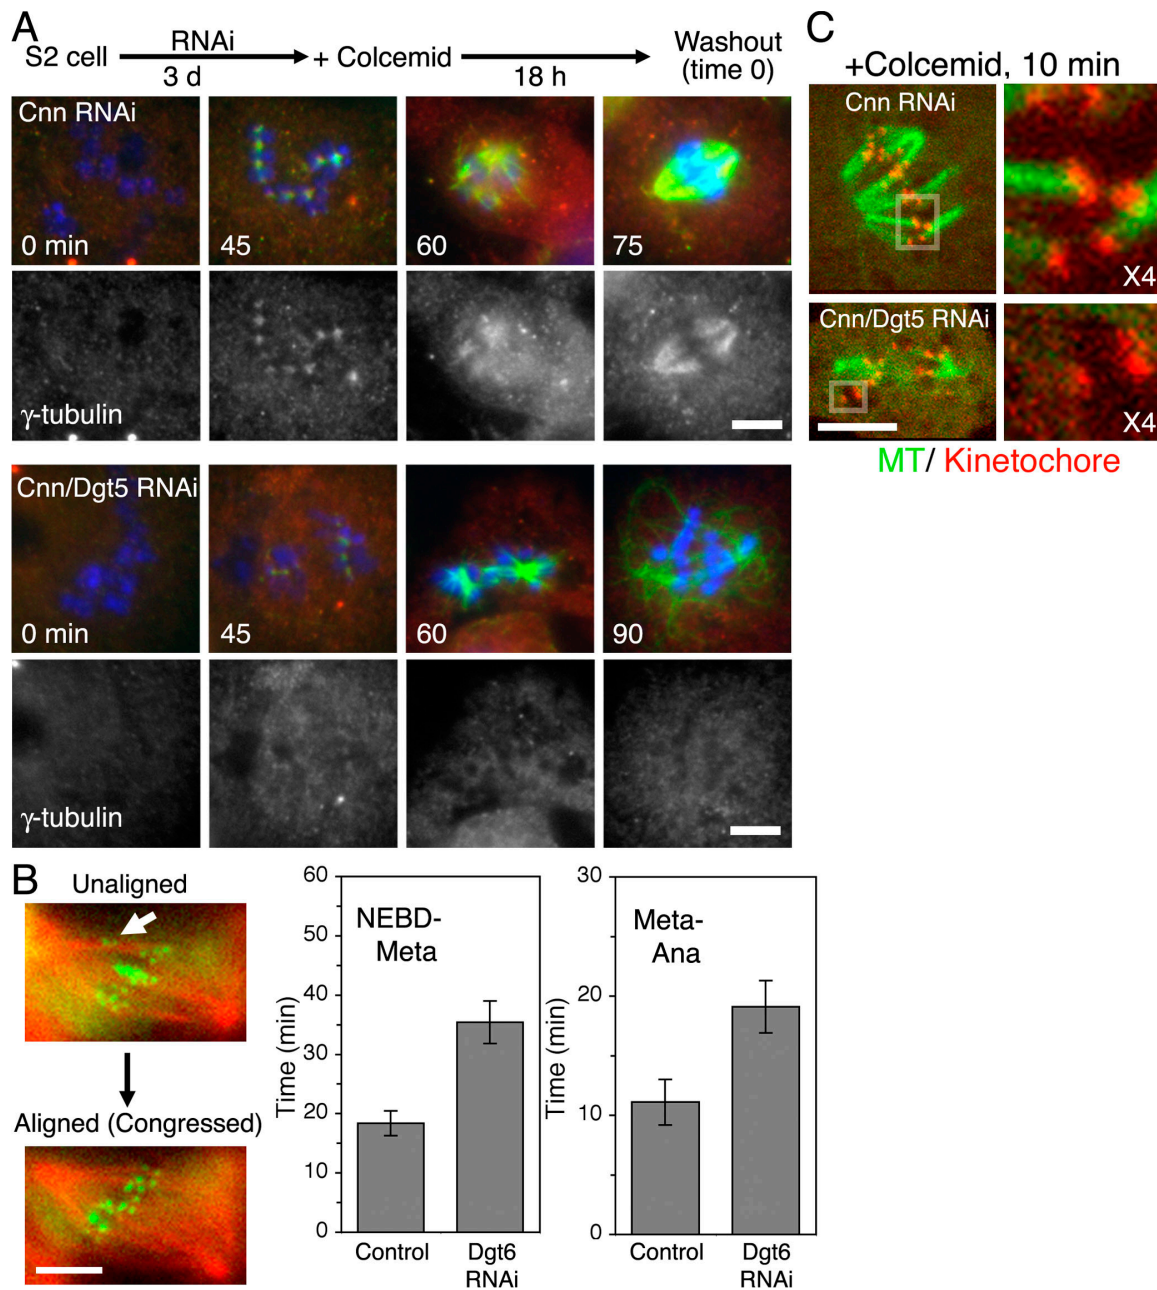 A
S2 cell
RNAi
3 d
+ Colcemid
18 h
Washout
(time 0)
Cnn RNAi
0 min
45
60
75
γ-tubulin
Cnn/Dgt5 RNAi
0 min
45
60
90
γ-tubulin
B
Unaligned
Aligned (Congressed)
Time (min)
60
50
40
30
20
10
0
NEBD-
Meta
Control
Dgt6
RNAi
Time (min)
30
20
10
0
Meta-
Ana
Control
Dgt6
RNAi
C
+Colcemid, 10 min
Cnn RNAi
X4
Cnn/Dgt5 RNAi
X4
MT/ Kinetochore